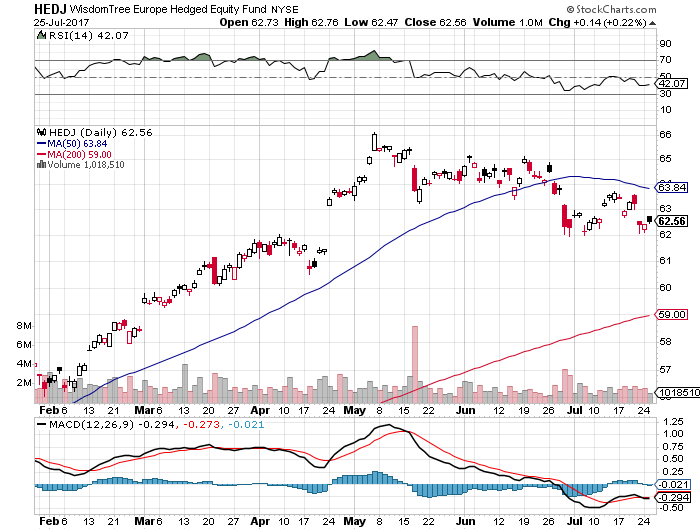 HEDJ WisdomTree Europe Hedged Equity Fund NYSE © StockCharts.com
25-Jul-2017 Open 62.73 High 62.76 Low 62.47 Close 62.56 Volume 1.0M Chg +0.14 (+0.22%)
RSI(14) 42.07
90
70
50
42.07
30
10
HEDJ (Daily) 62.56
MA(50) 63.84
MA(200) 59.00
Volume 1,018,510
66
65
64
63.84
63
62.56
62
61
60
59.00
58
57
1018510
8M
6M
4M
2M
Feb 6 13 21 Mar 13 20 27 Apr 10 17 24 May 8 15 22 Jun 12 19 26 Jul 10 17 24
MACD(12,26,9) -0.294, -0.273, -0.021
1.25
1.00
0.75
0.50
0.25
0.00
-0.021
-0.294
-0.50
Feb 6 13 21 Mar 13 20 27 Apr 10 17 24 May 8 15 22 Jun 12 19 26 Jul 10 17 24